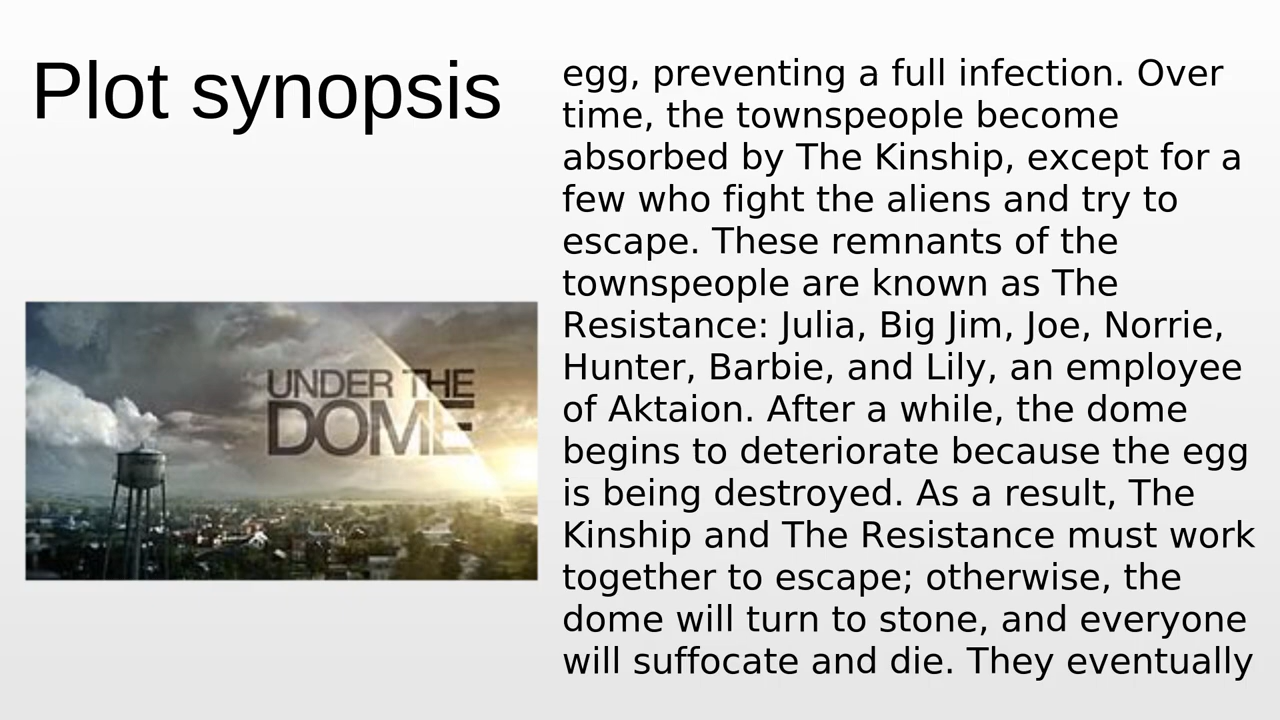 Plot synopsis
egg, preventing a full infection. Over
time, the townspeople become
absorbed by The Kinship, except for a
few who fight the aliens and try to
escape. These remnants of the
townspeople are known as The
Resistance: Julia, Big Jim, Joe, Norrie,
Hunter, Barbie, and Lily, an employee
of Aktaion. After a while, the dome
begins to deteriorate because the egg
is being destroyed. As a result, The
Kinship and The Resistance must work
together to escape; otherwise, the
dome will turn to stone, and everyone
will suffocate and die. They eventually
UNDER THE
DOME